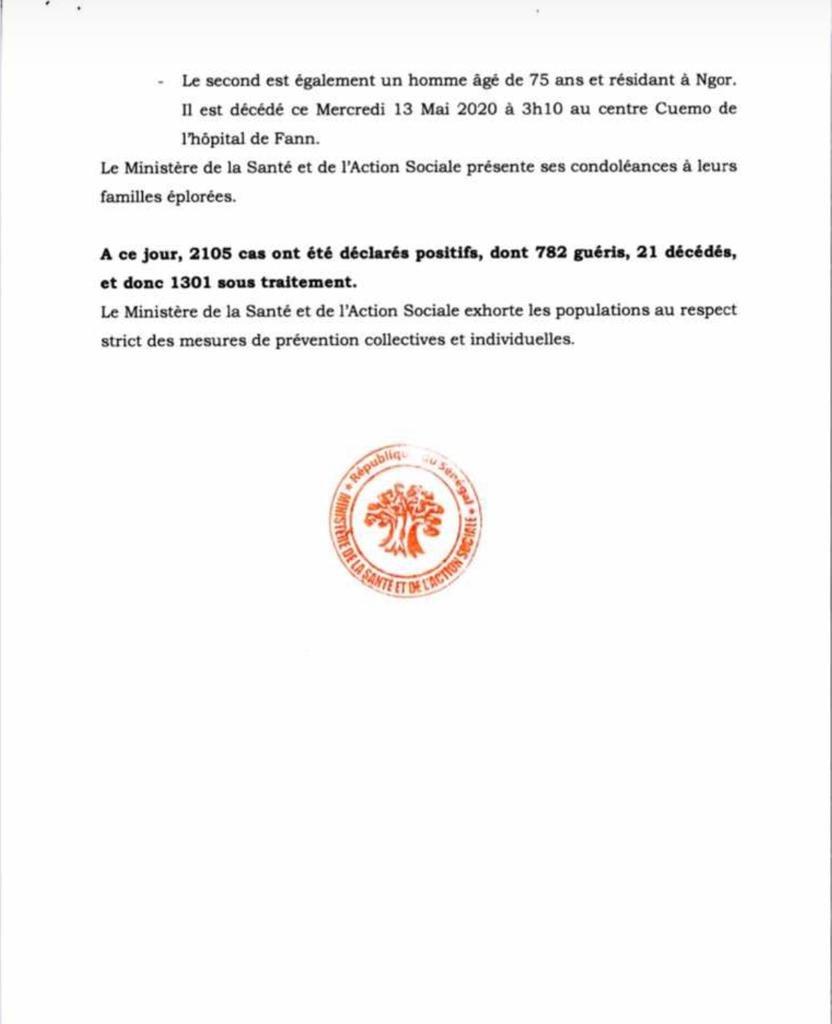 - Le second est également un homme âgé de 75 ans et résidant à Ngor.
Il est décédé ce Mercredi 13 Mai 2020 à 3h10 au centre Cuemo de
l'hôpital de Fann.
Le Ministère de la Santé et de l'Action Sociale présente ses condoléances à leurs
familles éplorées.
A ce jour, 2105 cas ont été déclarés positifs, dont 782 guéris, 21 décédés,
et donc 1301 sous traitement.
Le Ministère de la Santé et de l'Action Sociale exhorte les populations au respect
strict des mesures de prévention collectives et individuelles.
République du Sénégal
MINISTÈRE DE LA SANTÉ ET DE L'ACTION SOCIALE